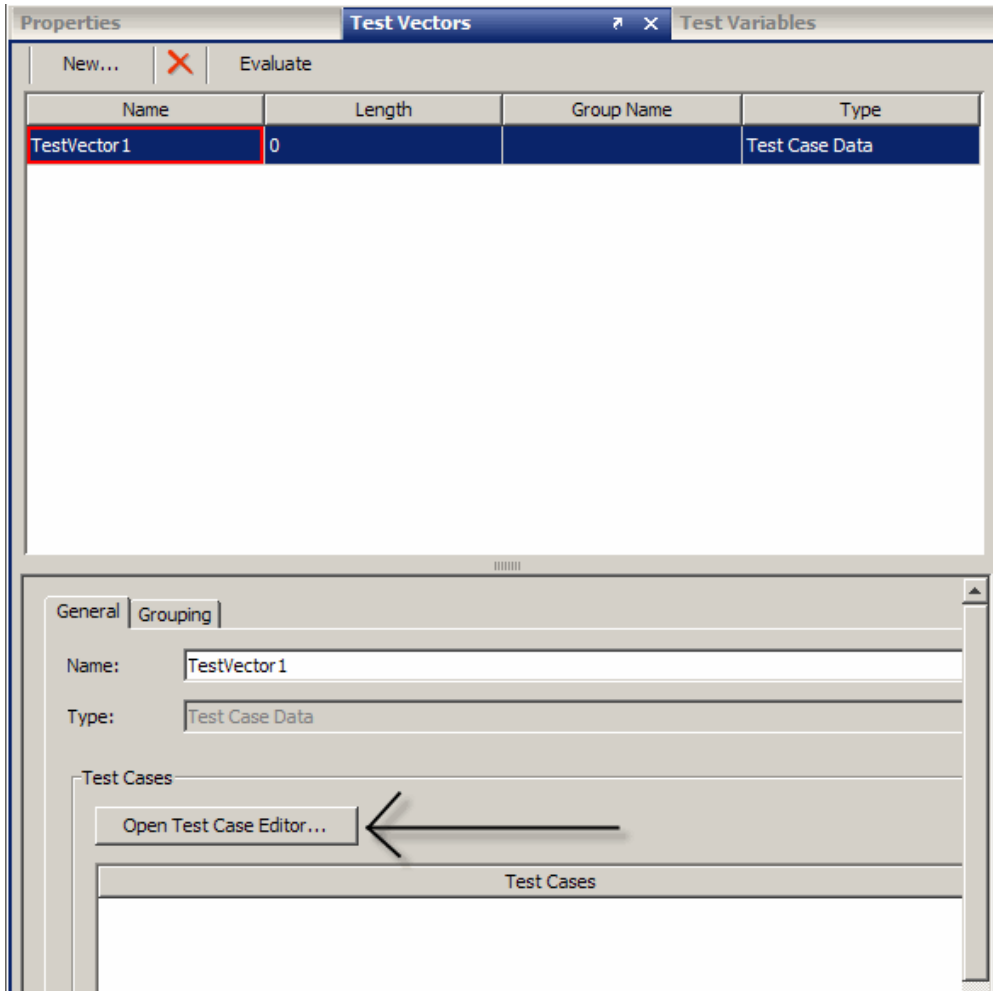 Properties Test Vectors Test Variables
New... Evaluate
Name Length Group Name Type
TestVector1 0 Test Case Data
General Grouping
Name: TestVector1
Type: Test Case Data
Test Cases
Open Test Case Editor...
Test Cases